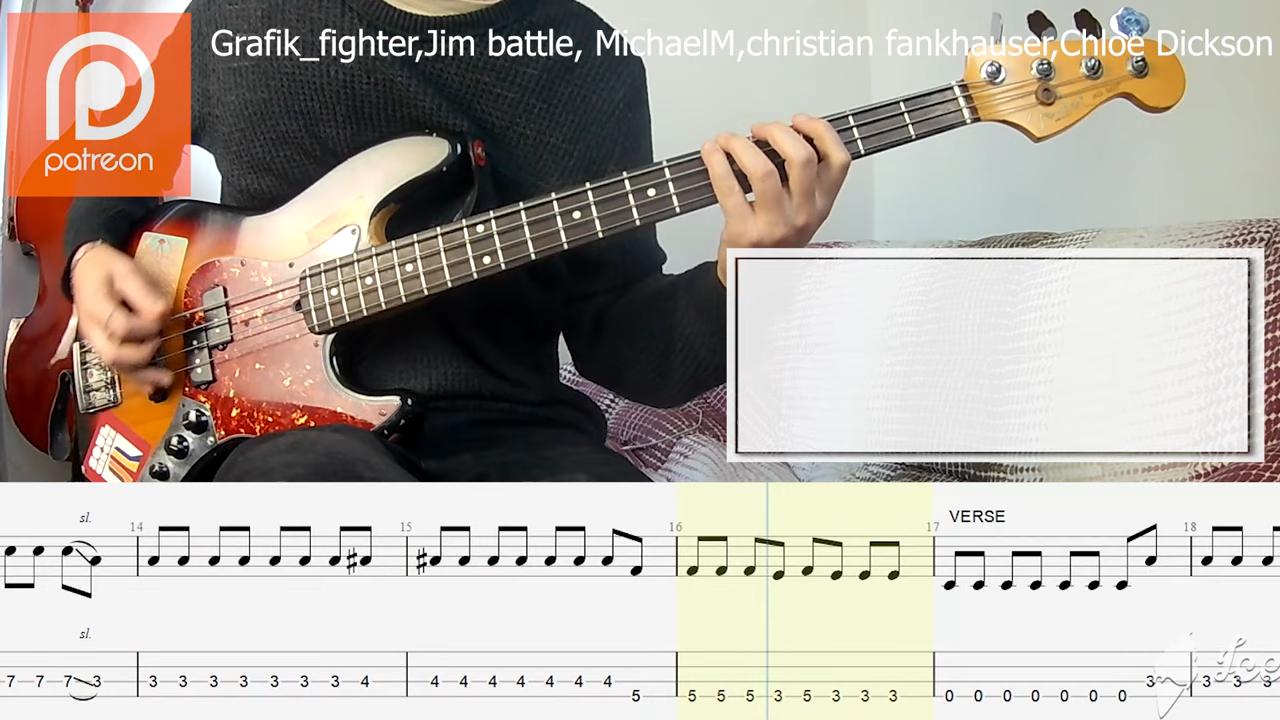 Grafik_fighter,Jim battle, MichaelM,christian fankhauser,Chloe Dickson
patreon
sl.
14
15
16
17
VERSE
18
sl.
7 7 7 3 3 3 3 3 3 3 3 4 4 4 4 4 4 4 4 5 5 5 5 3 5 3 3 3 0 0 0 0 0 0 0 3 3 3 3